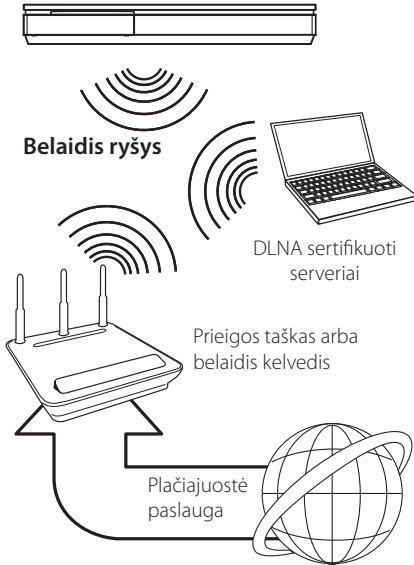 Belaidis ryšys
DLNA sertifikuoti
serveriai
Prieigos taškas arba
belaidis kelvedis
Plačiajuostė
paslauga